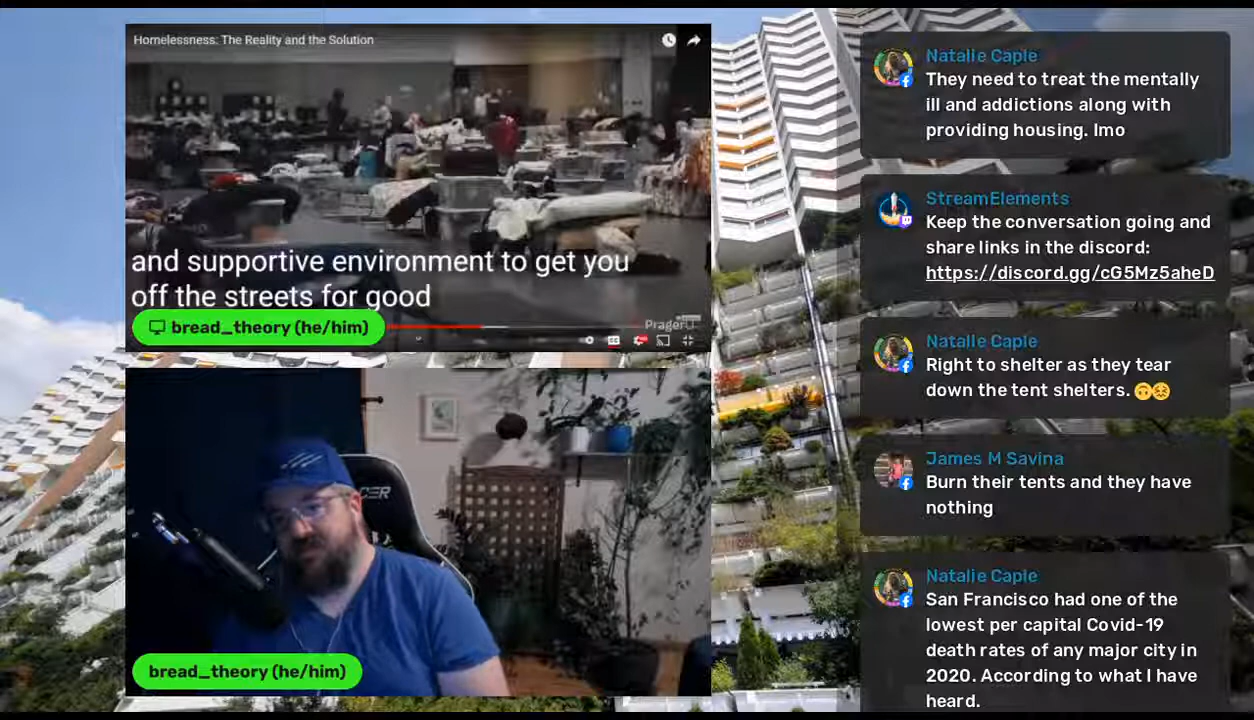 Homelessness: The Reality and the Solution
and supportive environment to get you
off the streets for good
bread_theory (he/him)
PragerU
CC
bread_theory (he/him)
Natalie Caple
They need to treat the mentally
ill and addictions along with
providing housing. Imo
StreamElements
Keep the conversation going and
share links in the discord:
https://discord.gg/cG5Mz5aheD
Natalie Caple
Right to shelter as they tear
down the tent shelters. 🙃😣
James M Savina
Burn their tents and they have
nothing
Natalie Caple
San Francisco had one of the
lowest per capital Covid-19
death rates of any major city in
2020. According to what I have
heard.